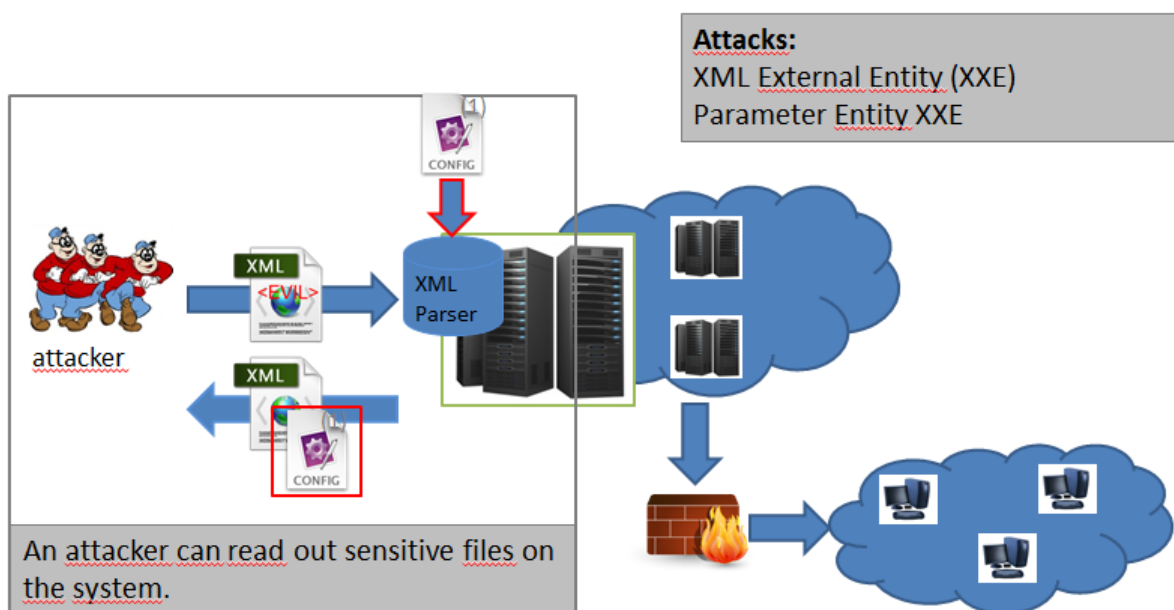 Attacks:
XML External Entity (XXE)
Parameter Entity XXE
(1)
CONFIG
XML
<EVIL>
XML
Parser
attacker
XML
CONFIG
An attacker can read out sensitive files on
the system.